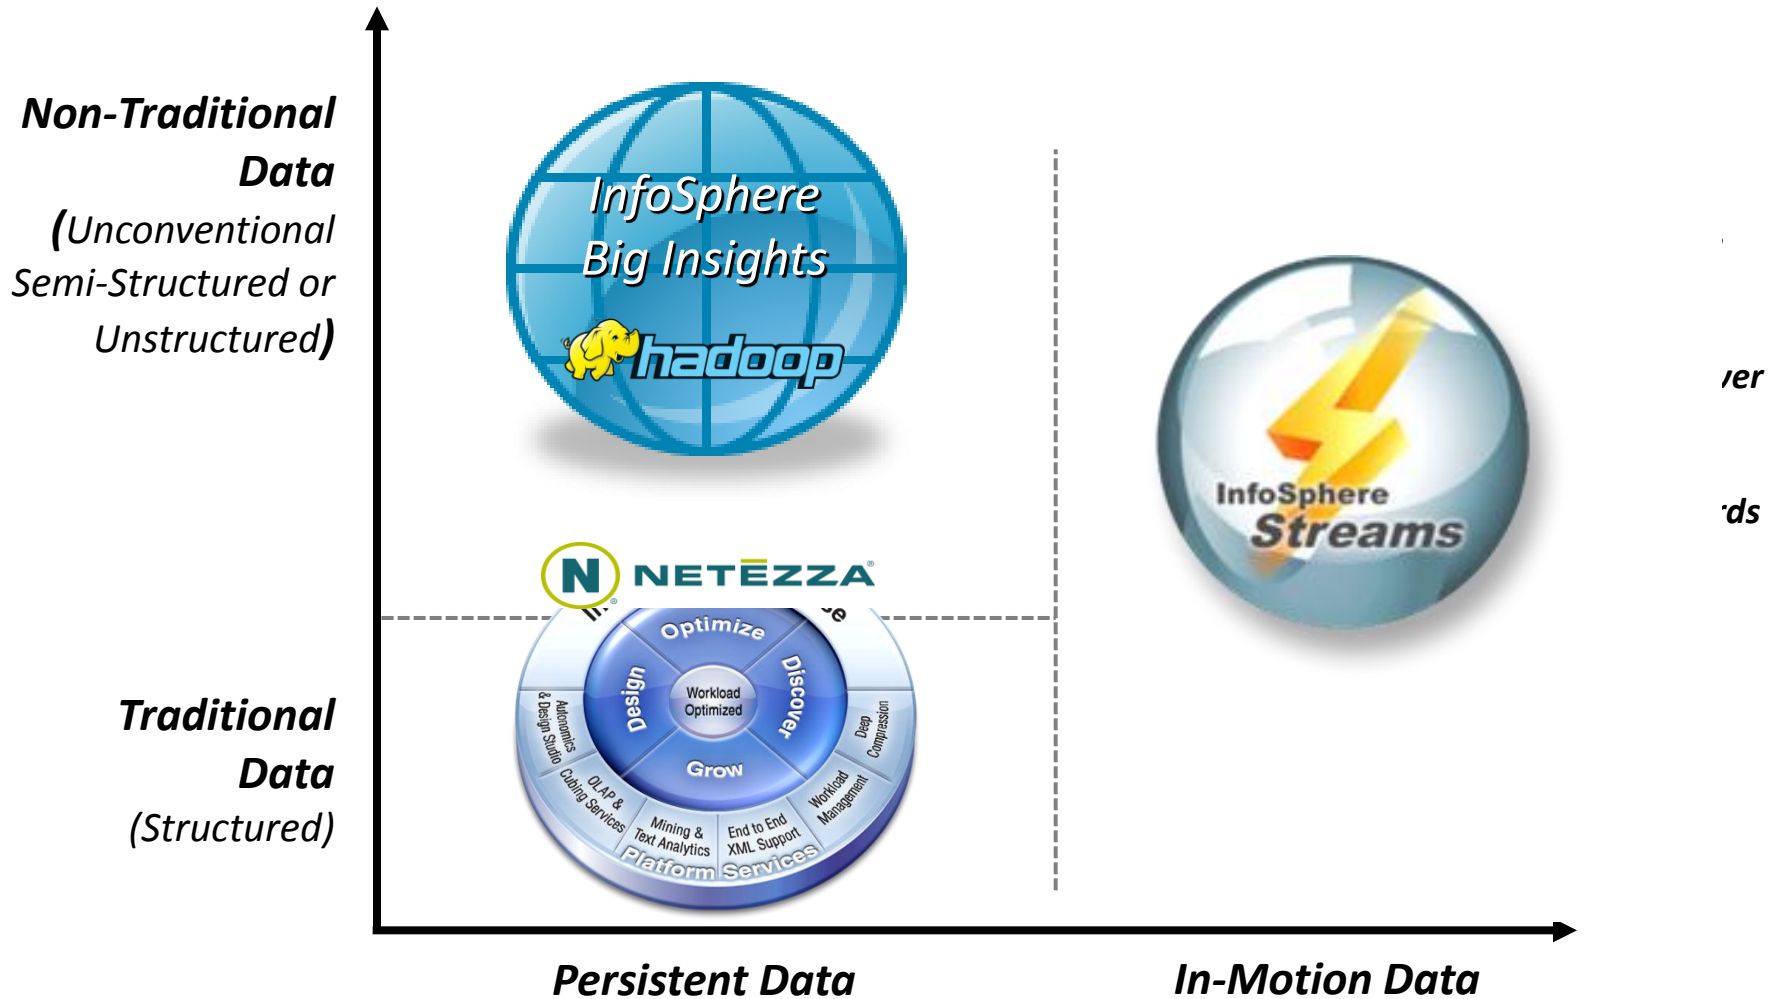 Non-Traditional
Data
(Unconventional
Semi-Structured or
Unstructured)
InfoSphere
Big Insights
hadoop
InfoSphere
Streams
N NETEZZA®
Optimize
Design
Discover
Workload
Optimized
Grow
Autonomics
& Design Studio
OLAP &
Cubing Services
Mining &
Text Analytics
End to End
XML Support
Workload
Management
Deep
Compression
Platform Services
Traditional
Data
(Structured)
Persistent Data
In-Motion Data